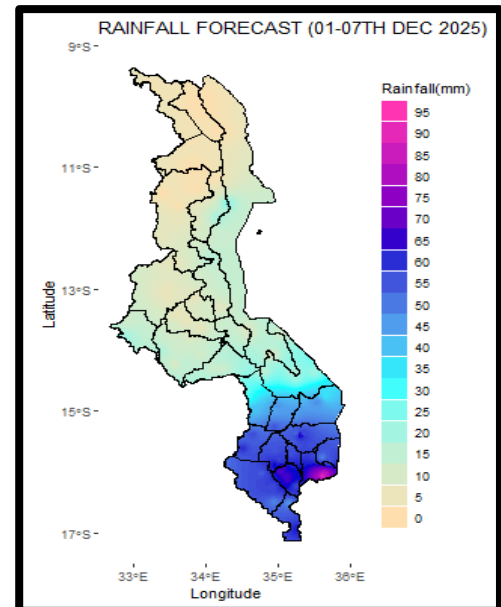 RAINFALL FORECAST (01-07TH DEC 2025)
9°S
11°S
13°S
15°S
17°S
Latitude
33°E 34°E 35°E 36°E
Longitude
Rainfall(mm)
95
90
85
80
75
70
65
60
55
50
45
40
35
30
25
20
15
10
5
0